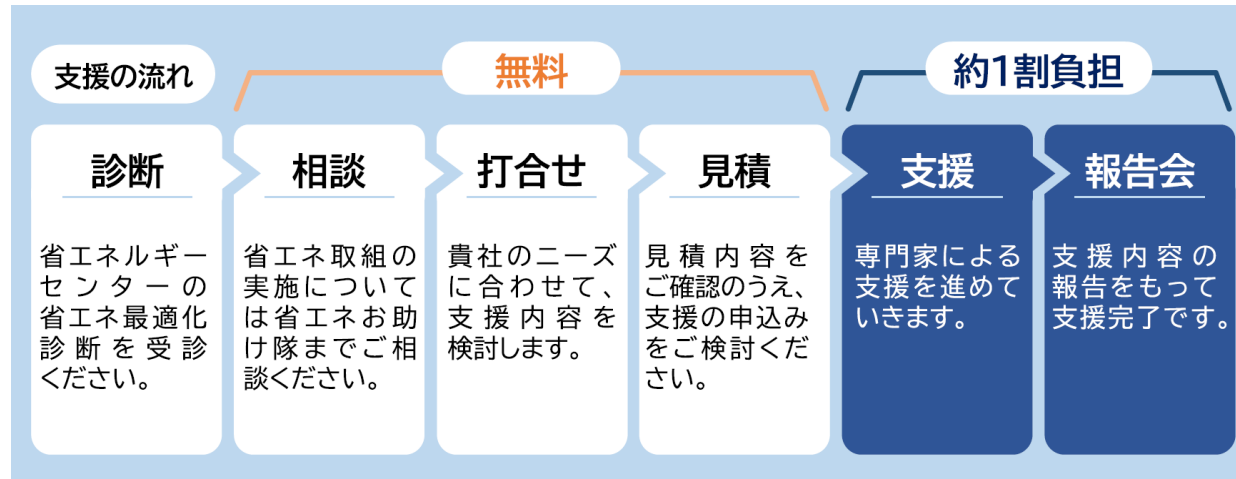 支援の流れ
無料
約1割負担
診断
省エネルギー
センターの
省エネ最適化
診断を受診
ください。
相談
省エネ取組の
実施について
は省エネお助
け隊までご相
談ください。
打合せ
貴社のニーズ
に合わせて、
支援内容を
検討します。
見積
見積内容を
ご確認のうえ、
支援の申込み
をご検討くだ
さい。
支援
専門家による
支援を進めて
いきます。
報告会
支援内容の
報告をもって
支援完了です。